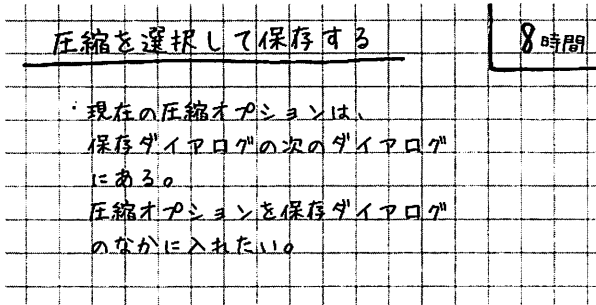 圧縮を選択して保存する
8時間
・現在の圧縮オプションは、
保存ダイアログの次のダイアログ
にある。
圧縮オプションを保存ダイアログ
のなかに入れたい。